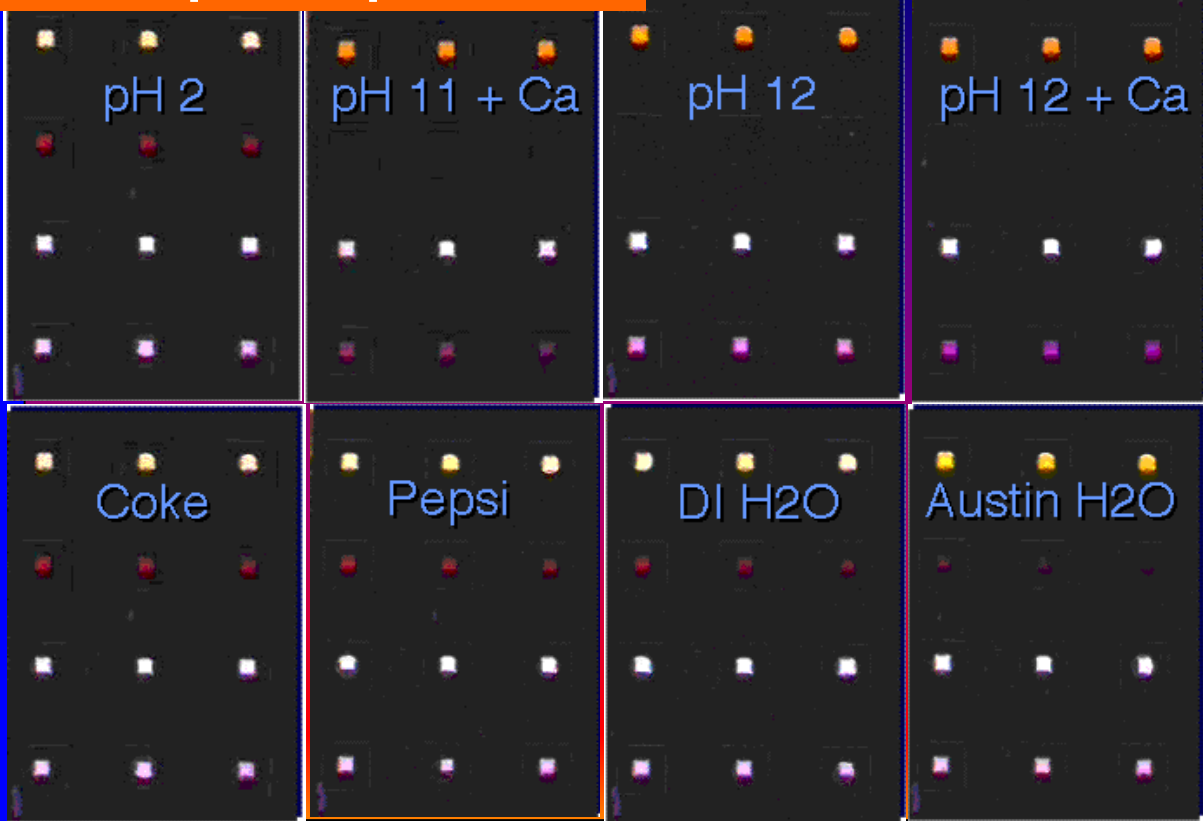 pH 2
pH 11 + Ca
pH 12
pH 12 + Ca
Coke
Pepsi
DI H2O
Austin H2O